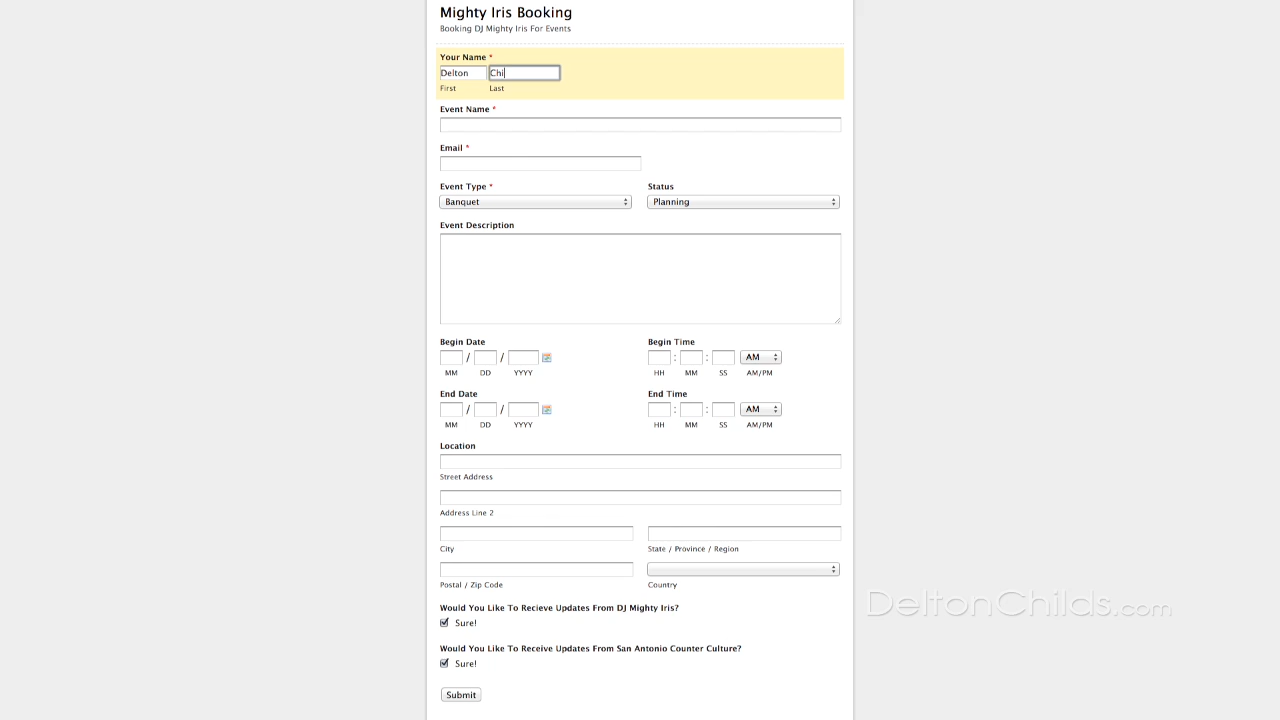 Mighty Iris Booking
Booking DJ Mighty Iris For Events
Your Name *
Delton Chi
First Last
Event Name *
Email *
Event Type * Status
Banquet Planning
Event Description
Begin Date Begin Time
/ / : : AM
MM DD YYYY HH MM SS AM/PM
End Date End Time
/ / : : AM
MM DD YYYY HH MM SS AM/PM
Location
Street Address
Address Line 2
City State / Province / Region
Postal / Zip Code Country
Would You Like To Recieve Updates From DJ Mighty Iris?
Sure!
Would You Like To Receive Updates From San Antonio Counter Culture?
Sure!
Submit
DeltonChilds.com